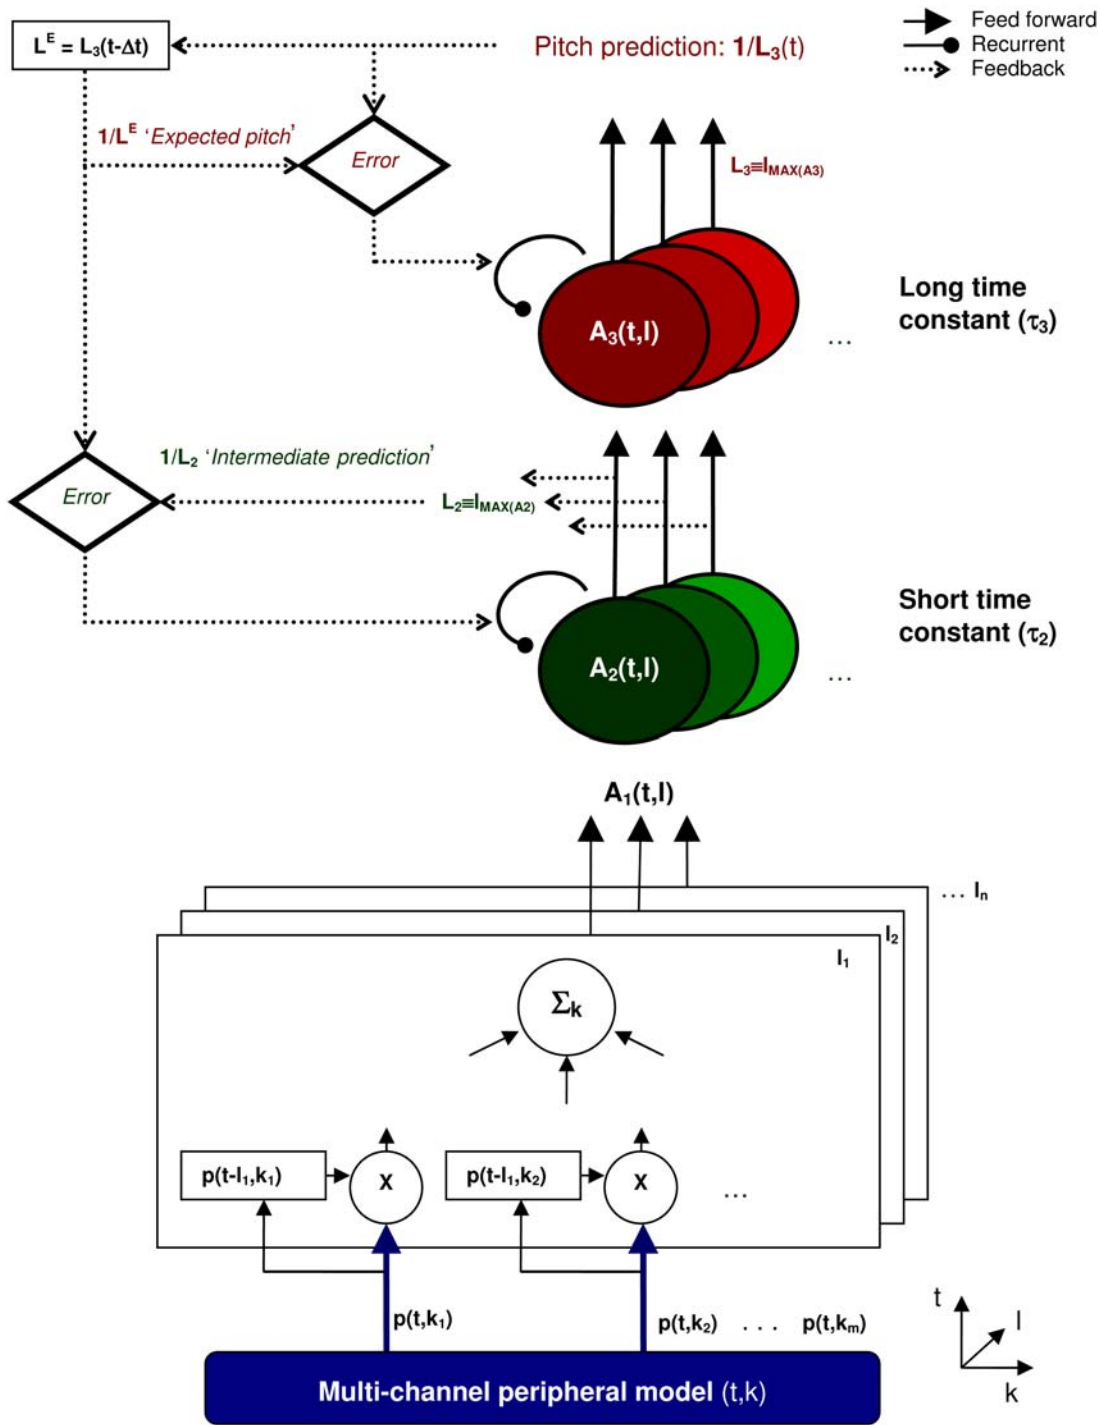 Lᴱ = L₃(t-Δt)
Pitch prediction: 1/L₃(t)
Feed forward
Recurrent
Feedback
1/Lᴱ ‘Expected pitch’
Error
L₃≡l_MAX(A3)
A₃(t,l)
...
Long time
constant (τ₃)
1/L₂ ‘Intermediate prediction’
Error
L₂≡l_MAX(A2)
A₂(t,l)
...
Short time
constant (τ₂)
A₁(t,l)
... lₙ
l₂
l₁
Σₖ
p(t-l₁,k₁)
X
p(t-l₁,k₂)
X
...
p(t,k₁)
p(t,k₂) . . . p(t,kₘ)
t
l
k
Multi-channel peripheral model (t,k)